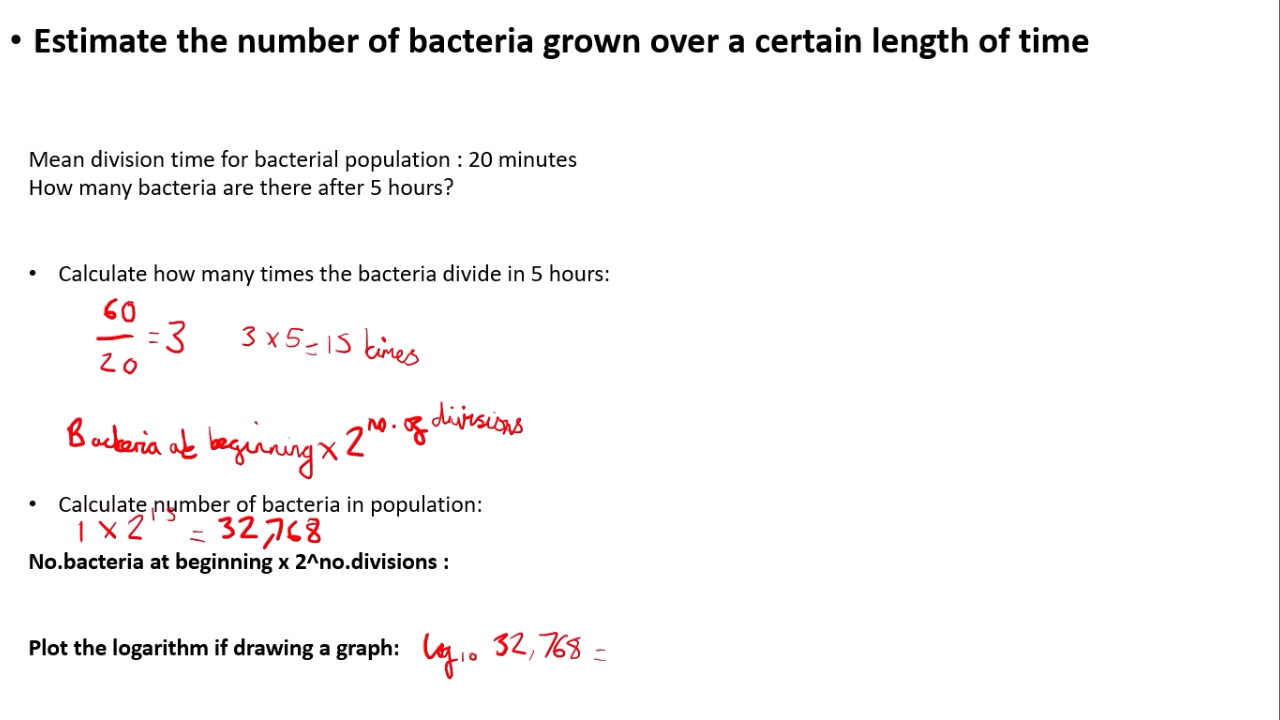 • Estimate the number of bacteria grown over a certain length of time
Mean division time for bacterial population : 20 minutes
How many bacteria are there after 5 hours?
• Calculate how many times the bacteria divide in 5 hours:
60/20 = 3 3 x 5 = 15 times
Bacteria at beginning x 2^no. of divisions
• Calculate number of bacteria in population:
1 x 2^15 = 32,768
No.bacteria at beginning x 2^no.divisions :
Plot the logarithm if drawing a graph: log₁₀ 32,768 =